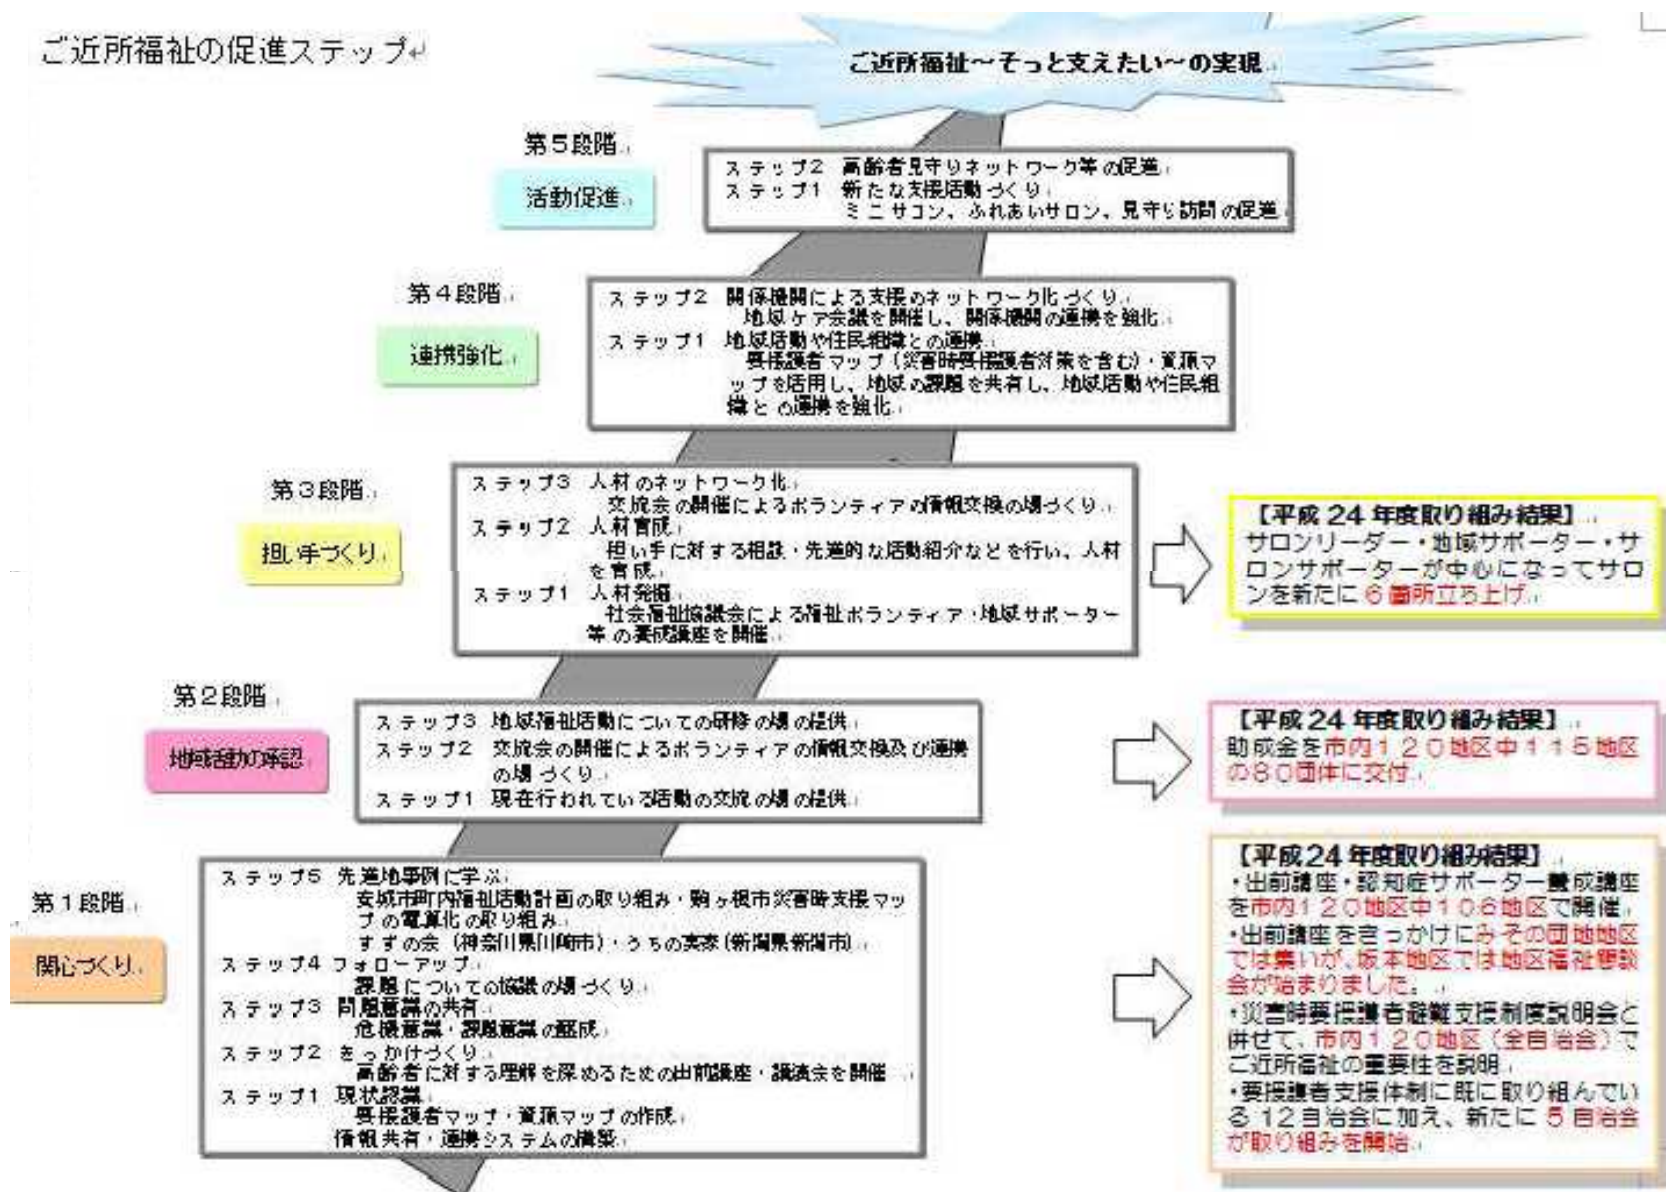 ご近所福祉の促進ステップ
ご近所福祉～そっと支えたい～の実現
第5段階
活動促進
ステップ2 高齢者見守りネットワーク等の促進
ステップ1 新たな支援活動づくり
ミニサロン、ふれあいサロン、見守り訪問の促進
第4段階
連携強化
ステップ2 関係機関による支援のネットワーク化づくり
地域ケア会議を開催し、関係機関の連携を強化
ステップ1 地域活動や住民組織との連携
要援護者マップ(災害時要援護者対策を含む)・資源マ
ップを活用し、地域の課題を共有し、地域活動や住民組
織との連携を強化
第3段階
担い手づくり
ステップ3 人材のネットワーク化
交流会の開催によるボランティアの情報交換の場づくり
ステップ2 人材育成
担い手に対する相談・先進的な活動紹介などを行い、人材
を育成
ステップ1 人材発掘
社会福祉協議会による福祉ボランティア・地域サポーター
等の養成講座を開催
【平成24年度取り組み結果】
サロンリーダー・地域サポーター・サ
ロンサポーターが中心になってサロ
ンを新たに6箇所立ち上げ
第2段階
地域活動の承認
ステップ3 地域福祉活動についての研修の場の提供
ステップ2 交流会の開催によるボランティアの情報交換及び連携
の場づくり
ステップ1 現在行われている活動の交流の場の提供
【平成24年度取り組み結果】
助成金を市内120地区中115地区
の80団体に交付
第1段階
関心づくり
ステップ5 先進地事例に学ぶ
安城市町内福祉活動計画の取り組み・駒ヶ根市災害時支援マッ
プの電算化の取り組み
すずの会(神奈川県川崎市)・うちの実家(新潟県新潟市)
ステップ4 フォローアップ
課題についての協議の場づくり
ステップ3 問題意識の共有
危機意識・課題意識の醸成
ステップ2 きっかけづくり
高齢者に対する理解を深めるための出前講座・講演会を開催
ステップ1 現状認識
要援護者マップ・資源マップの作成
情報共有・連携システムの構築
【平成24年度取り組み結果】
・出前講座・認知症サポーター養成講座
を市内120地区中106地区で開催
・出前講座をきっかけにみその団地地区
では集いが、坂本地区では地区福祉懇談
会が始まりました。
・災害時要援護者避難支援制度説明会と
併せて、市内120地区(全自治会)で
ご近所福祉の重要性を説明
・要援護者支援体制に既に取り組んでい
る12自治会に加え、新たに5自治会
が取り組みを開始